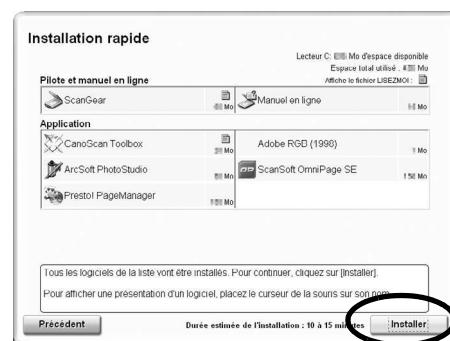 Installation rapide
Lecteur C: Mo d'espace disponible
Espace total utilisé : Mo
Pilote et manuel en ligne
Affiche le fichier LISEZMOI :
ScanGear Mo
Manuel en ligne Mo
Application
CanoScan Toolbox Mo
Adobe RGB (1998) Mo
ArcSoft PhotoStudio Mo
ScanSoft OmniPage SE Mo
Presto! PageManager Mo
Tous les logiciels de la liste vont être installés. Pour continuer, cliquez sur [Installer].
Pour afficher une présentation d'un logiciel, placez le curseur de la souris sur son nom
Précédent
Durée estimée de l'installation : 10 à 15 minutes
Installer